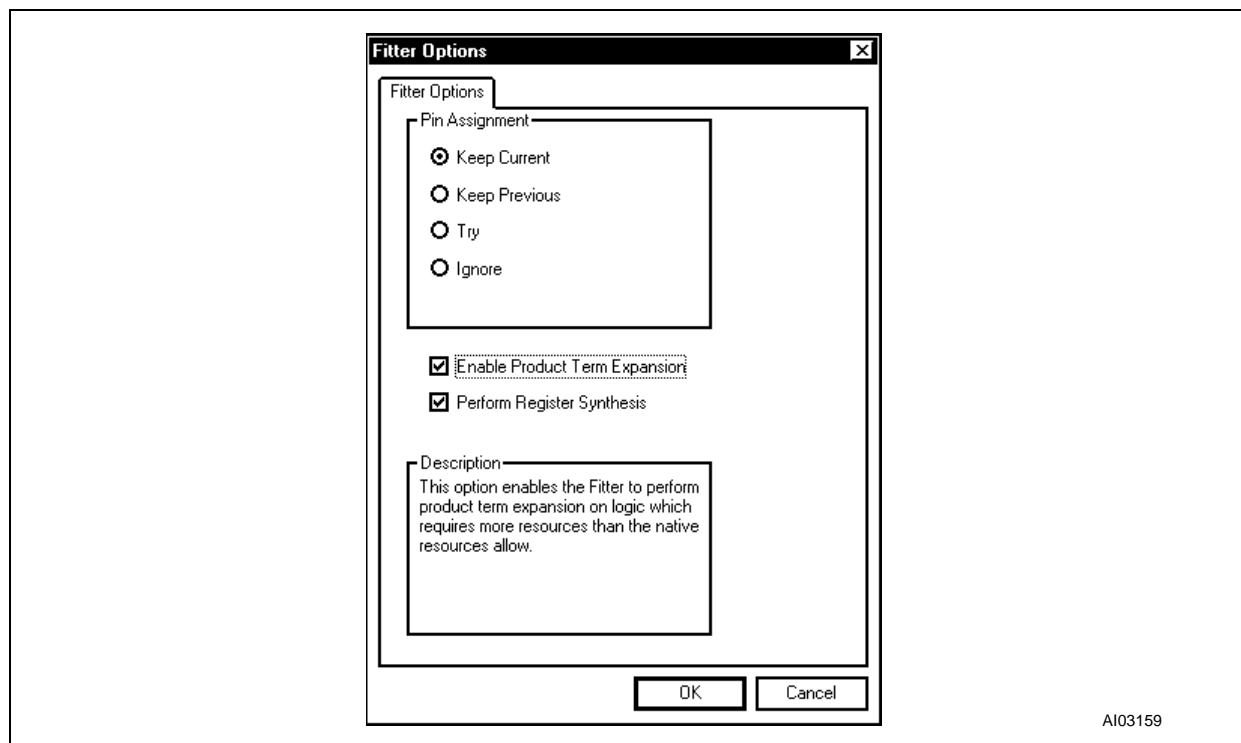 Fitter Options
Fitter Options
Pin Assignment
Keep Current
Keep Previous
Try
Ignore
Enable Product Term Expansion
Perform Register Synthesis
Description
This option enables the Fitter to perform
product term expansion on logic which
requires more resources than the native
resources allow.
OK
Cancel
AI03159